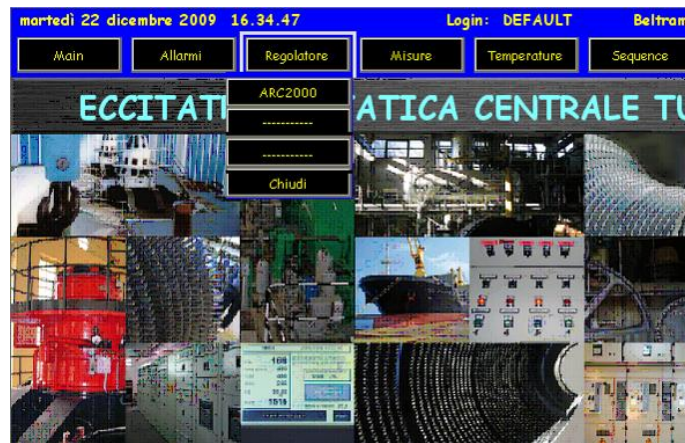 martedì 22 dicembre 2009 16.34.47 Login: DEFAULT Beltram
Main Allarmi Regolatore Misure Temperature Sequence
ARC2000
ECCITAT ATICA CENTRALE TU
-----------
-----------
Chiudi